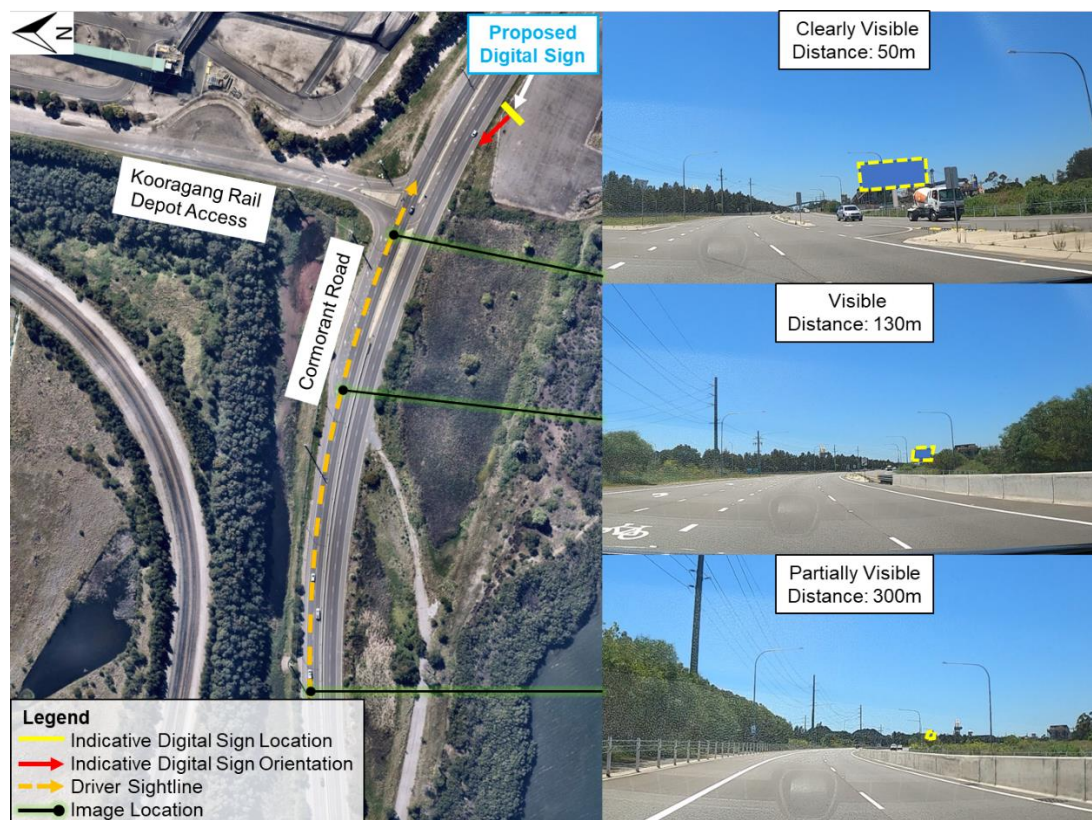 N
Proposed
Digital Sign
Kooragang Rail
Depot Access
Cormorant Road
Clearly Visible
Distance: 50m
Visible
Distance: 130m
Partially Visible
Distance: 300m
Legend
Indicative Digital Sign Location
Indicative Digital Sign Orientation
Driver Sightline
Image Location